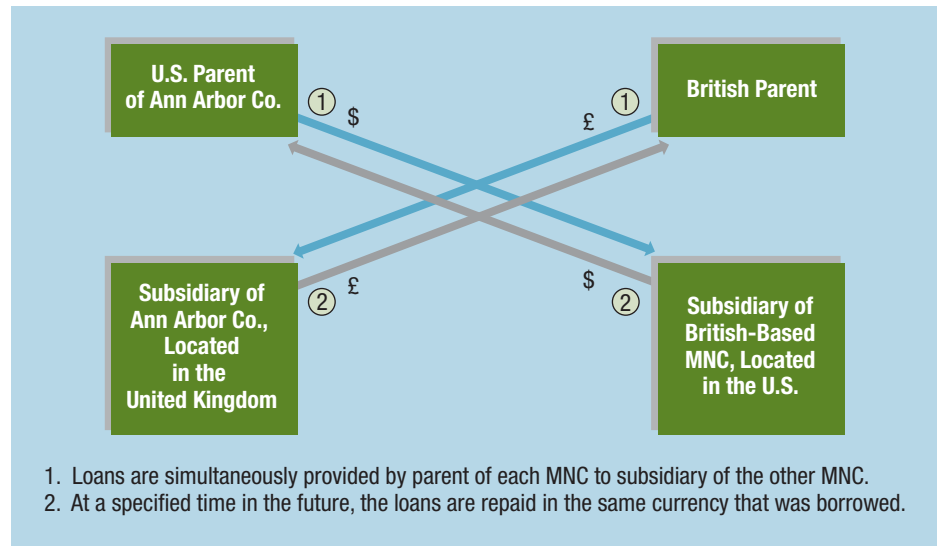 U.S. Parent
of Ann Arbor Co.
1
$
£
1
British Parent
Subsidiary of
Ann Arbor Co.,
Located
in the
United Kingdom
2
£
$
2
Subsidiary of
British-Based
MNC, Located
in the U.S.
1. Loans are simultaneously provided by parent of each MNC to subsidiary of the other MNC.
2. At a specified time in the future, the loans are repaid in the same currency that was borrowed.